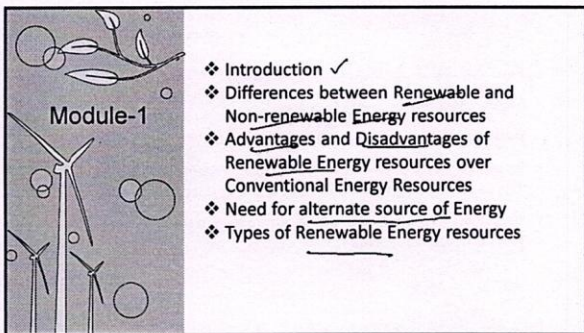 Module-1
❖ Introduction ✓
❖ Differences between Renewable and
Non-renewable Energy resources
❖ Advantages and Disadvantages of
Renewable Energy resources over
Conventional Energy Resources
❖ Need for alternate source of Energy
❖ Types of Renewable Energy resources